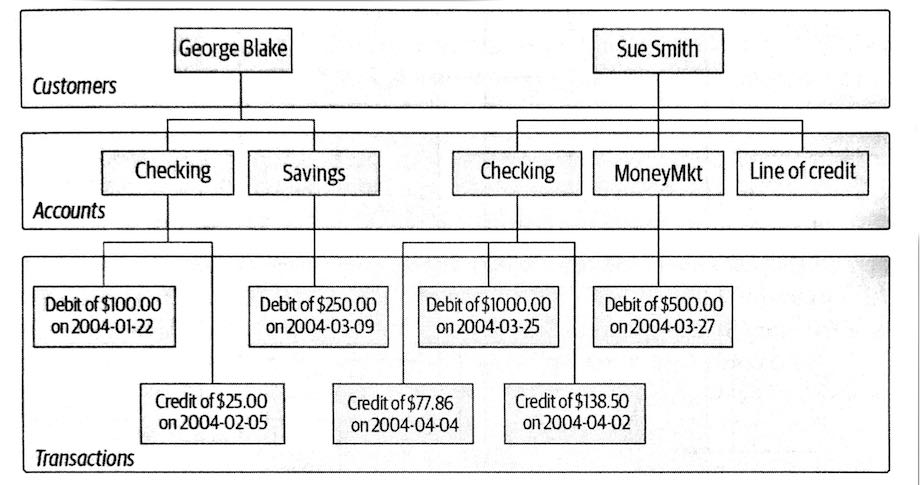 George Blake
Sue Smith
Customers
Checking
Savings
Checking
MoneyMkt
Line of credit
Accounts
Debit of $100.00
on 2004-01-22
Debit of $250.00
on 2004-03-09
Debit of $1000.00
on 2004-03-25
Debit of $500.00
on 2004-03-27
Credit of $25.00
on 2004-02-05
Credit of $77.86
on 2004-04-04
Credit of $138.50
on 2004-04-02
Transactions